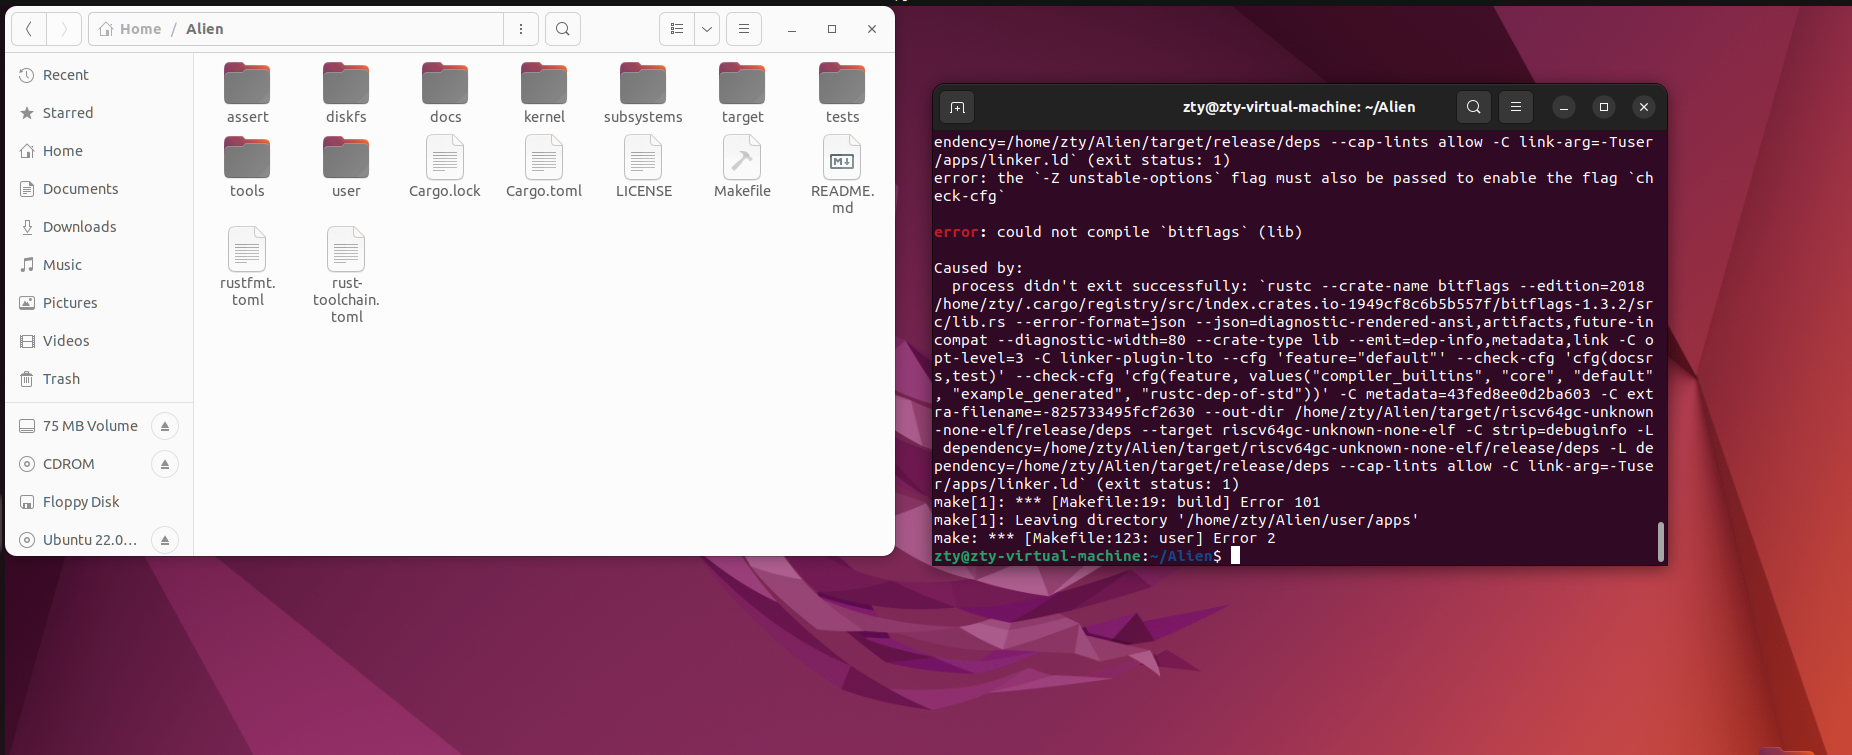 Home / Alien
Recent
Starred
Home
Documents
Downloads
Music
Pictures
Videos
Trash
75 MB Volume
CDROM
Floppy Disk
Ubuntu 22.0…
assert
diskfs
docs
kernel
subsystems
target
tests
tools
user
Cargo.lock
Cargo.toml
LICENSE
Makefile
README.
md
rustfmt.
toml
rust-
toolchain.
toml
zty@zty-virtual-machine: ~/Alien
endency=/home/zty/Alien/target/release/deps --cap-lints allow -C link-arg=-Tuser
/apps/linker.ld` (exit status: 1)
error: the `-Z unstable-options` flag must also be passed to enable the flag `ch
eck-cfg`
error: could not compile `bitflags` (lib)
Caused by:
process didn't exit successfully: `rustc --crate-name bitflags --edition=2018
/home/zty/.cargo/registry/src/index.crates.io-1949cf8c6b5b557f/bitflags-1.3.2/sr
c/lib.rs --error-format=json --json=diagnostic-rendered-ansi,artifacts,future-in
compat --diagnostic-width=80 --crate-type lib --emit=dep-info,metadata,link -C o
pt-level=3 -C linker-plugin-lto --cfg 'feature="default"' --check-cfg 'cfg(docsr
s,test)' --check-cfg 'cfg(feature, values("compiler_builtins", "core", "default"
, "example_generated", "rustc-dep-of-std"))' -C metadata=43fed8ee0d2ba603 -C ext
ra-filename=-825733495fcf2630 --out-dir /home/zty/Alien/target/riscv64gc-unknown
-none-elf/release/deps --target riscv64gc-unknown-none-elf -C strip=debuginfo -L
dependency=/home/zty/Alien/target/riscv64gc-unknown-none-elf/release/deps -L de
pendency=/home/zty/Alien/target/release/deps --cap-lints allow -C link-arg=-Tuse
r/apps/linker.ld` (exit status: 1)
make[1]: *** [Makefile:19: build] Error 101
make[1]: Leaving directory '/home/zty/Alien/user/apps'
make: *** [Makefile:123: user] Error 2
zty@zty-virtual-machine:~/Alien$